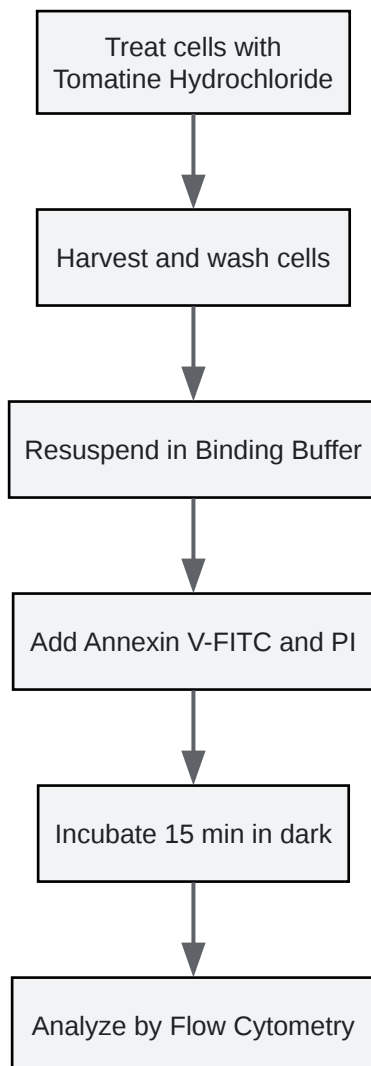 Treat cells with
Tomatine Hydrochloride
Harvest and wash cells
Resuspend in Binding Buffer
Add Annexin V-FITC and PI
Incubate 15 min in dark
Analyze by Flow Cytometry